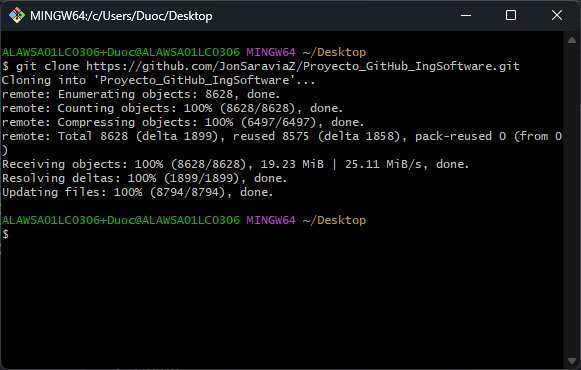 MINGW64:/c/Users/Duoc/Desktop
ALAWSA01LC0306+Duoc@ALAWSA01LC0306 MINGW64 ~/Desktop
$ git clone https://github.com/JonSaraviaZ/Proyecto_GitHub_IngSoftware.git
Cloning into 'Proyecto_GitHub_IngSoftware'...
remote: Enumerating objects: 8628, done.
remote: Counting objects: 100% (8628/8628), done.
remote: Compressing objects: 100% (6497/6497), done.
remote: Total 8628 (delta 1899), reused 8575 (delta 1858), pack-reused 0 (from 0
)
Receiving objects: 100% (8628/8628), 19.23 MiB | 25.11 MiB/s, done.
Resolving deltas: 100% (1899/1899), done.
Updating files: 100% (8794/8794), done.
ALAWSA01LC0306+Duoc@ALAWSA01LC0306 MINGW64 ~/Desktop
$